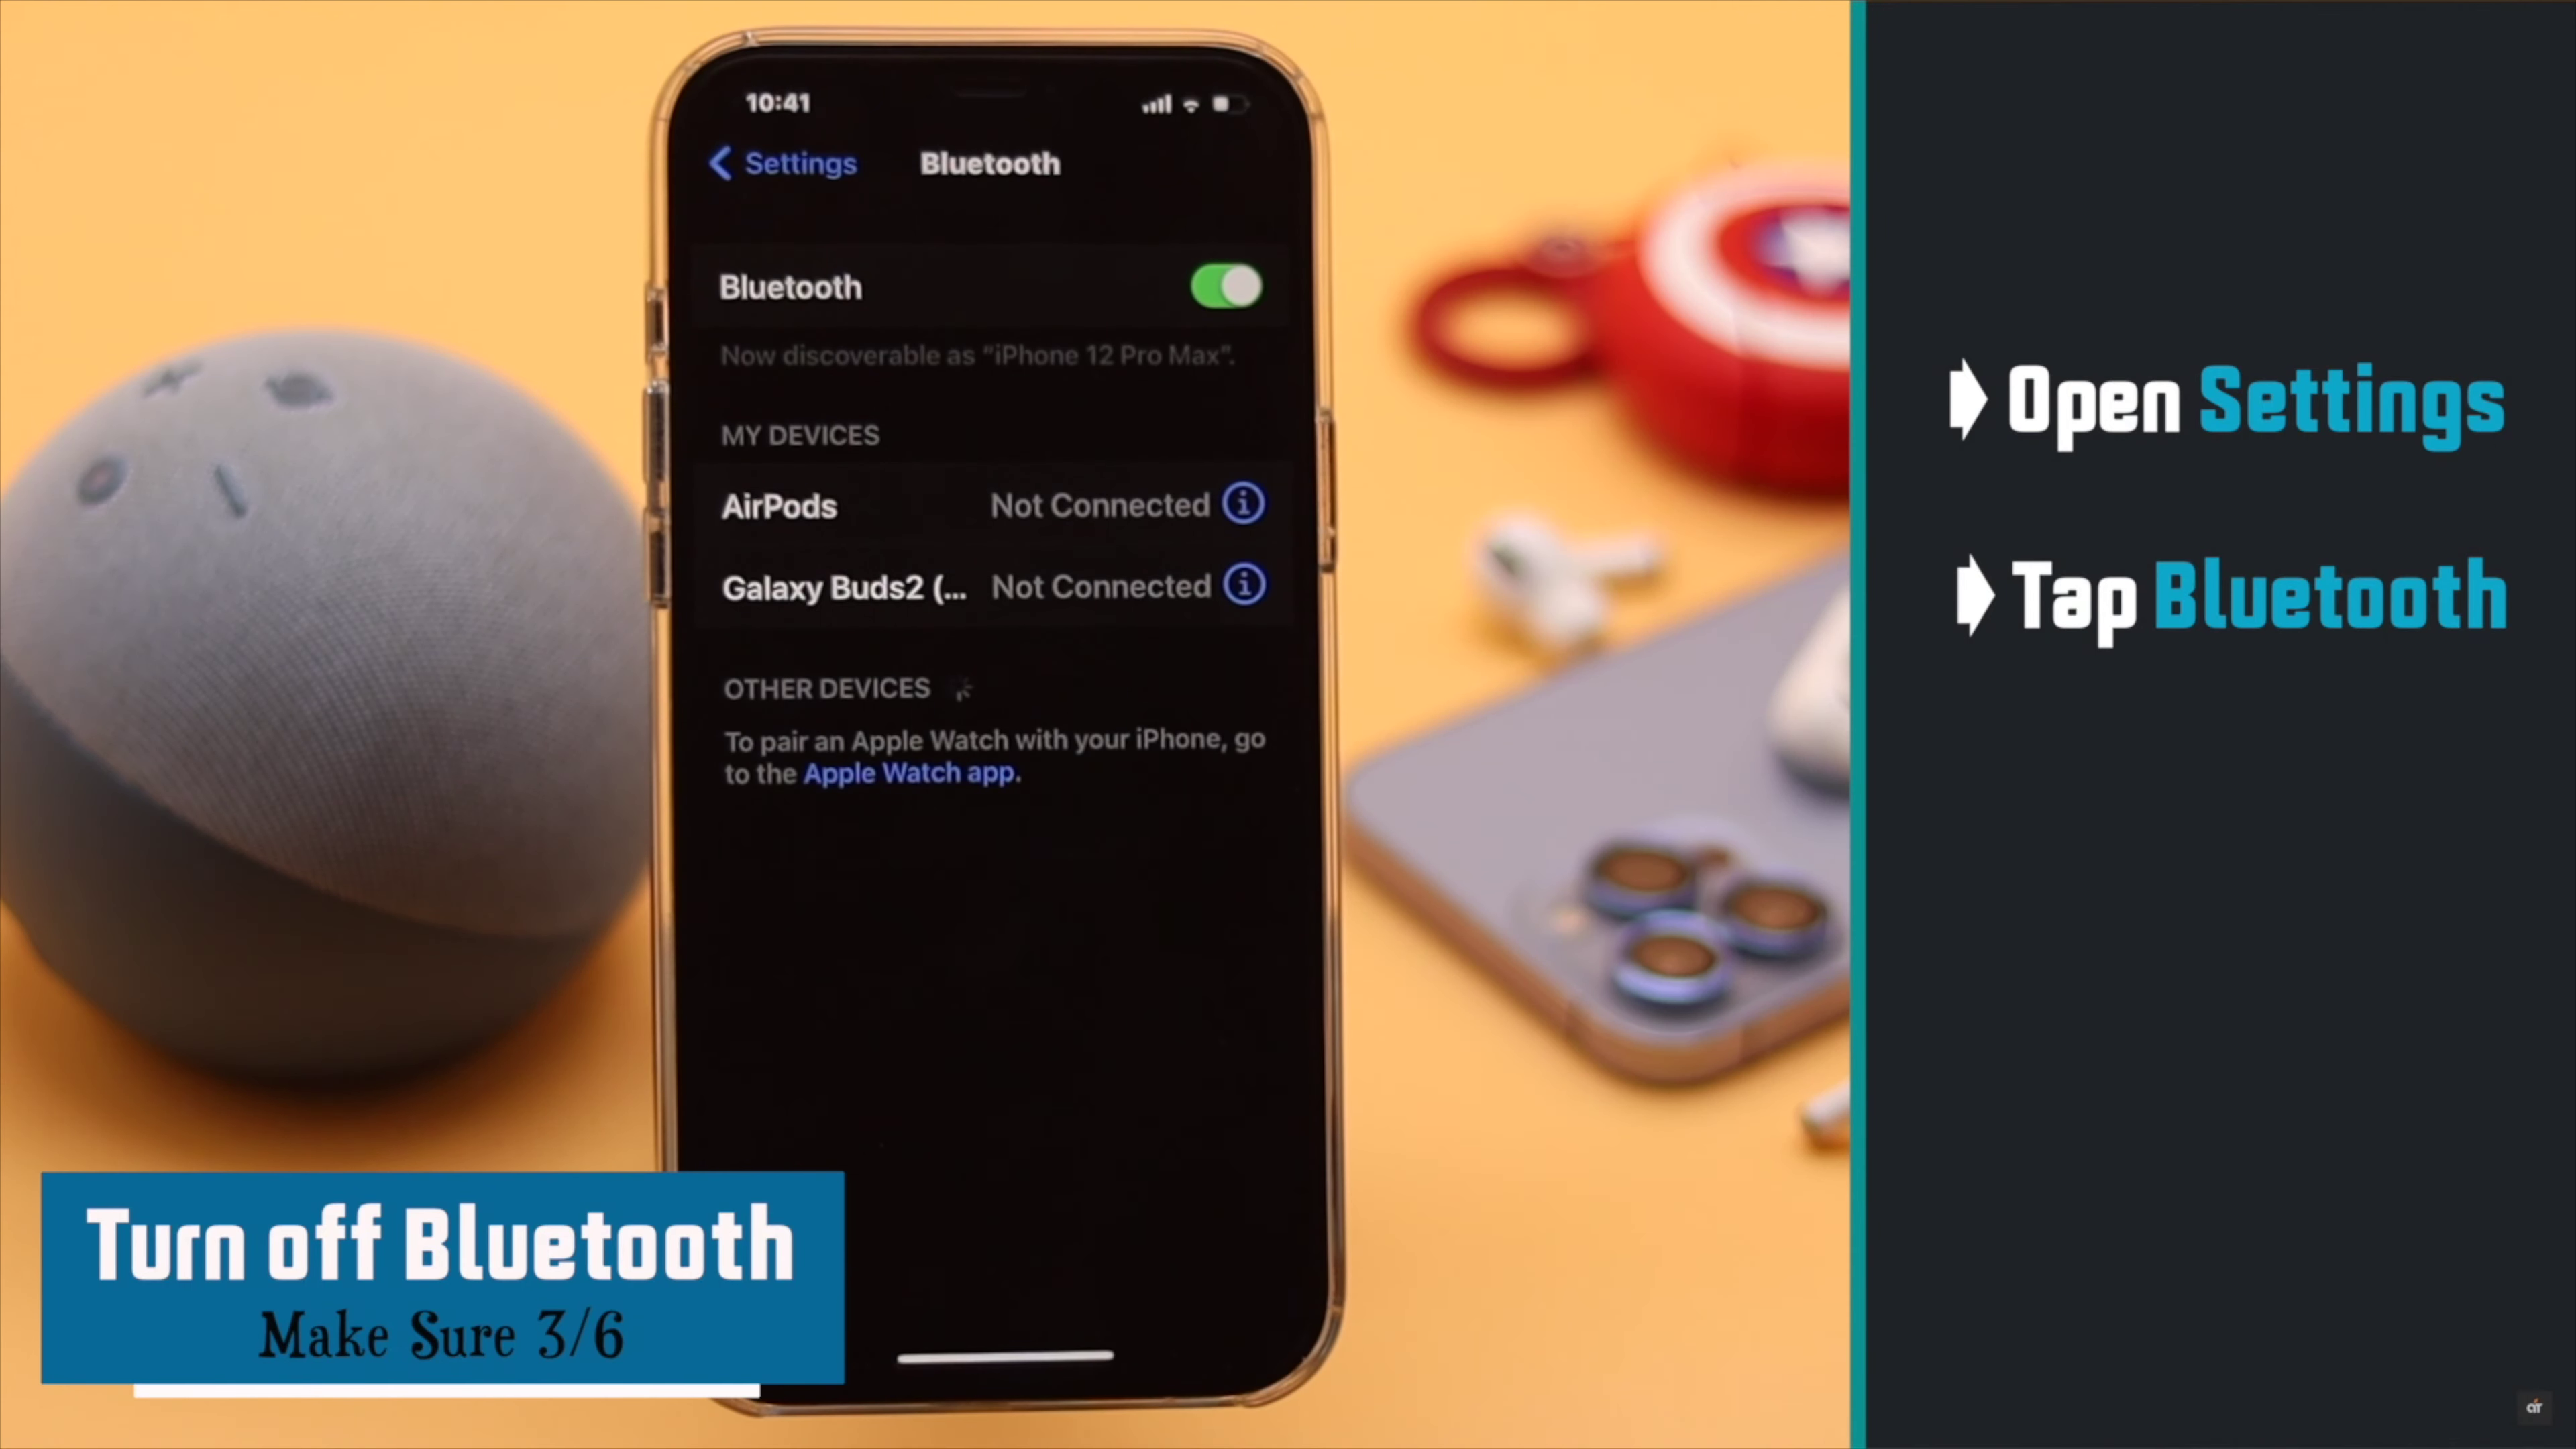 10:41
Settings
Bluetooth
Bluetooth
Now discoverable as “iPhone 12 Pro Max”.
MY DEVICES
AirPods Not Connected
Galaxy Buds2 (... Not Connected
OTHER DEVICES
To pair an Apple Watch with your iPhone, go
to the Apple Watch app.
Turn off Bluetooth
Make Sure 3/6
Open Settings
Tap Bluetooth
air